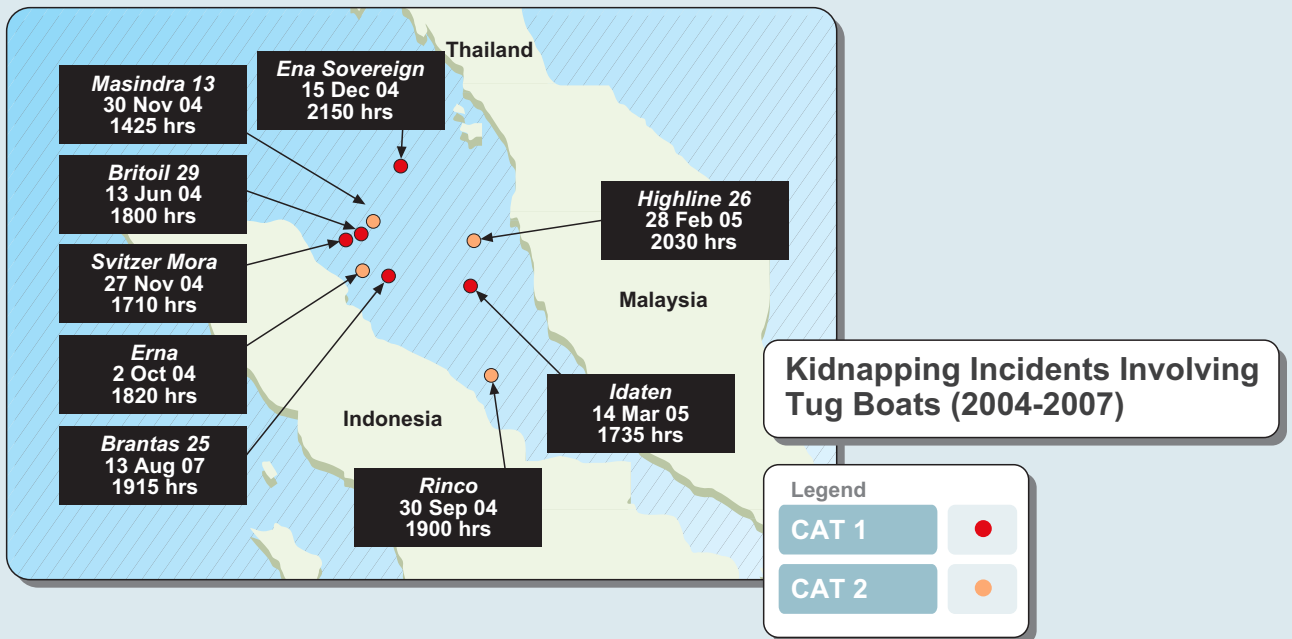 Thailand
Ena Sovereign
15 Dec 04
2150 hrs
Masindra 13
30 Nov 04
1425 hrs
Britoil 29
13 Jun 04
1800 hrs
Highline 26
28 Feb 05
2030 hrs
Svitzer Mora
27 Nov 04
1710 hrs
Malaysia
Erna
2 Oct 04
1820 hrs
Idaten
14 Mar 05
1735 hrs
Indonesia
Brantas 25
13 Aug 07
1915 hrs
Rinco
30 Sep 04
1900 hrs
Kidnapping Incidents Involving
Tug Boats (2004-2007)
Legend
CAT 1
CAT 2